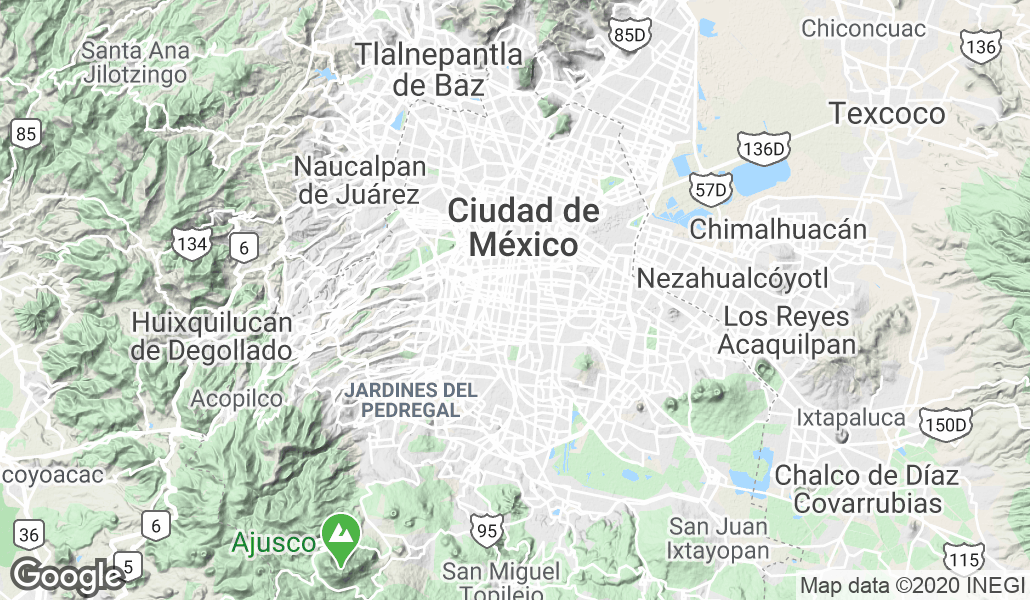 85D
Chiconcuac
136
Santa Ana
Jilotzingo
Tlalnepantla
de Baz
Texcoco
85
136D
Naucalpan
de Juárez
57D
Ciudad de
México
Chimalhuacán
134
6
Nezahualcóyotl
Huixquilucan
de Degollado
Los Reyes
Acaquilpan
JARDINES DEL
PEDREGAL
Acopilco
Ixtapaluca
150D
coyoacac
Chalco de Díaz
Covarrubias
36
6
Ajusco
95
San Juan
Ixtayopan
115
Google
5
San Miguel
Topilejo
Map data ©2020 INEGI